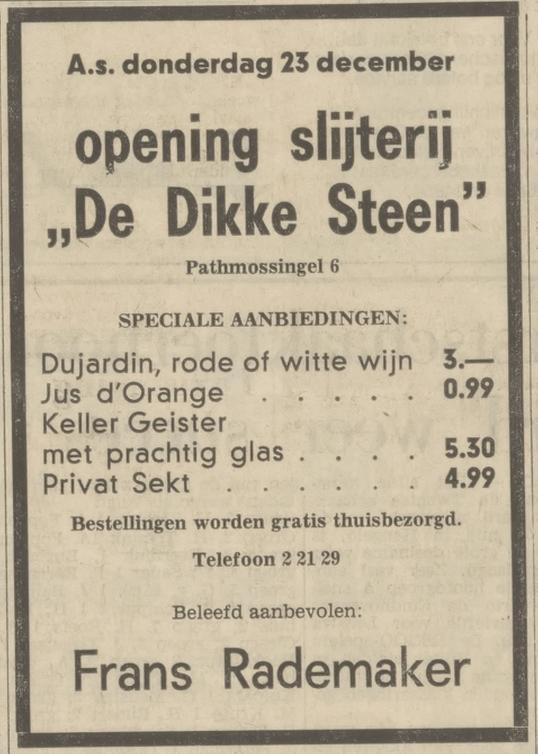 A.s. donderdag 23 december
opening slijterij
„De Dikke Steen”
Pathmossingel 6
SPECIALE AANBIEDINGEN:
Dujardin, rode of witte wijn 3.—
Jus d'Orange . . . . . 0.99
Keller Geister
met prachtig glas . . . . 5.30
Privat Sekt . . . . . . 4.99
Bestellingen worden gratis thuisbezorgd.
Telefoon 2 21 29
Beleefd aanbevolen:
Frans Rademaker